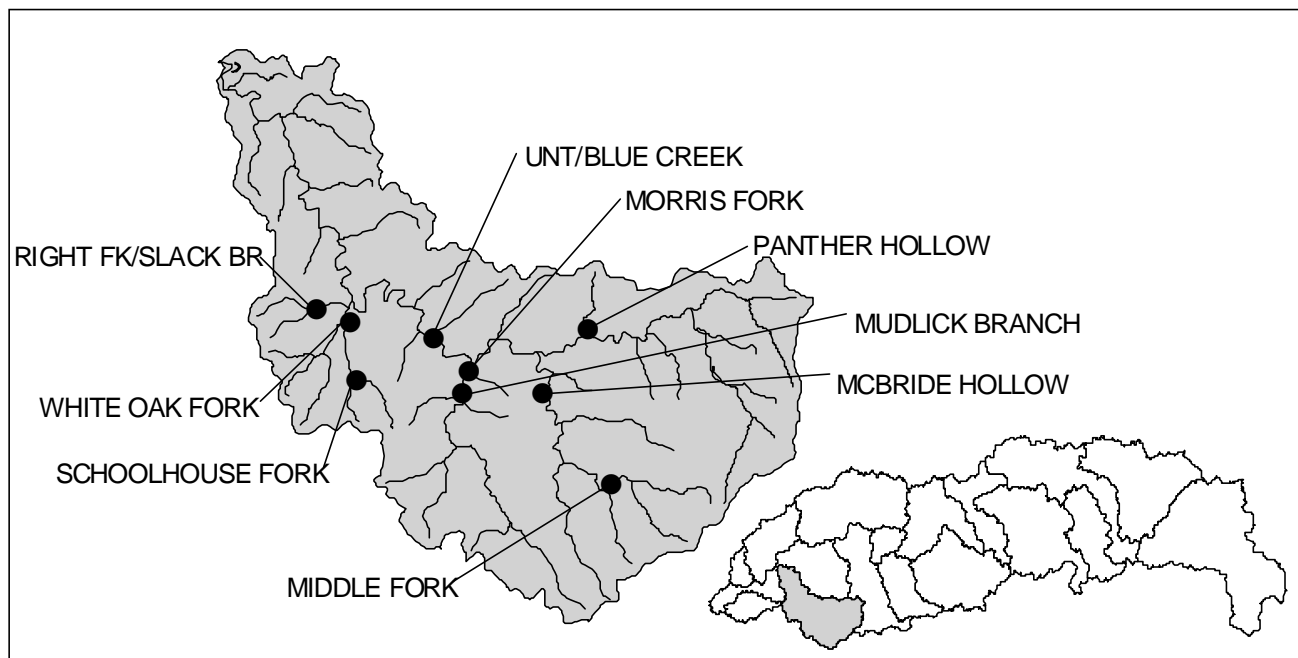 UNT/BLUE CREEK
MORRIS FORK
PANTHER HOLLOW
RIGHT FK/SLACK BR
MUDLICK BRANCH
MCBRIDE HOLLOW
WHITE OAK FORK
SCHOOLHOUSE FORK
MIDDLE FORK